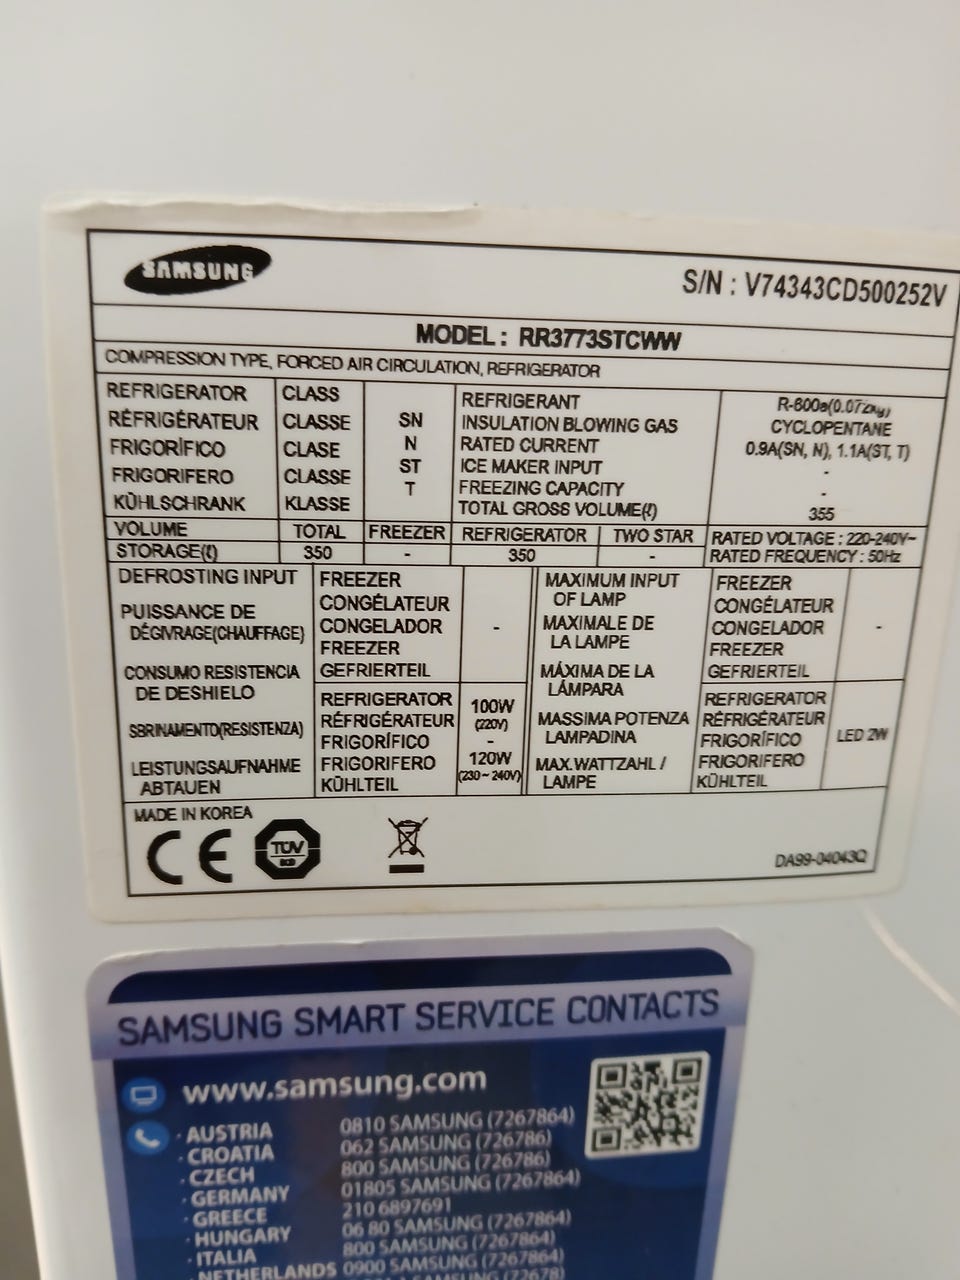 SAMSUNG
S/N : V74343CD500252V
MODEL : RR3773STCWW
COMPRESSION TYPE, FORCED AIR CIRCULATION, REFRIGERATOR
REFRIGERATOR CLASS
RÉFRIGÉRATEUR CLASSE SN
FRIGORÍFICO CLASE N
FRIGORIFERO CLASSE ST
KÜHLSCHRANK KLASSE T
REFRIGERANT R-600a(0.072kg)
INSULATION BLOWING GAS CYCLOPENTANE
RATED CURRENT 0.9A(SN, N), 1.1A(ST, T)
ICE MAKER INPUT -
FREEZING CAPACITY -
TOTAL GROSS VOLUME(ℓ) 355
VOLUME TOTAL FREEZER REFRIGERATOR TWO STAR RATED VOLTAGE : 220-240V~
STORAGE(ℓ) 350 - 350 - RATED FREQUENCY : 50Hz
DEFROSTING INPUT
PUISSANCE DE
DÉGIVRAGE(CHAUFFAGE)
CONSUMO RESISTENCIA
DE DESHIELO
SBRINAMENTO(RESISTENZA)
LEISTUNGSAUFNAHME
ABTAUEN
FREEZER
CONGÉLATEUR
CONGELADOR -
FREEZER
GEFRIERTEIL
REFRIGERATOR 100W
RÉFRIGÉRATEUR (220V)
FRIGORÍFICO -
FRIGORIFERO 120W
KÜHLTEIL (230~240V)
MAXIMUM INPUT
OF LAMP
MAXIMALE DE
LA LAMPE
MÁXIMA DE LA
LÁMPARA
MASSIMA POTENZA
LAMPADINA
MAX.WATTZAHL /
LAMPE
FREEZER
CONGÉLATEUR
CONGELADOR -
FREEZER
GEFRIERTEIL
REFRIGERATOR
RÉFRIGÉRATEUR
FRIGORÍFICO LED 2W
FRIGORIFERO
KÜHLTEIL
MADE IN KOREA
CE TÜV
DA99-04043Q
SAMSUNG SMART SERVICE CONTACTS
www.samsung.com
· AUSTRIA 0810 SAMSUNG (7267864)
· CROATIA 062 SAMSUNG (726786)
· CZECH 800 SAMSUNG (726786)
· GERMANY 01805 SAMSUNG (7267864)
· GREECE 210 6897691
· HUNGARY 06 80 SAMSUNG (7267864)
· ITALIA 800 SAMSUNG (7267864)
· NETHERLANDS 0900 SAMSUNG (7267864)